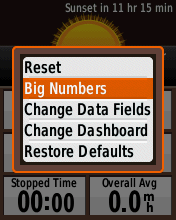 Sunset in 11 hr 15 min
Reset
Big Numbers
Change Data Fields
Change Dashboard
Restore Defaults
Stopped Time
Overall Avg
00:00
0.0 m/h